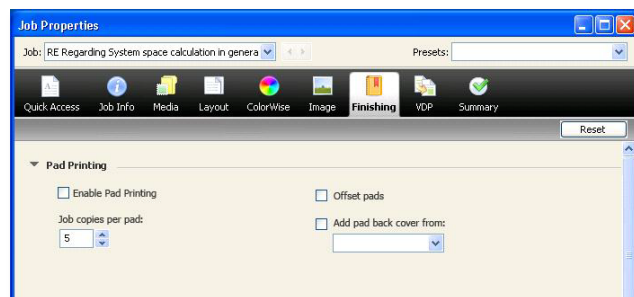 Job Properties
Job: RE Regarding System space calculation in genera Presets:
Quick Access Job Info Media Layout ColorWise Image Finishing VDP Summary
Reset
Pad Printing
Enable Pad Printing Offset pads
Job copies per pad: Add pad back cover from:
5